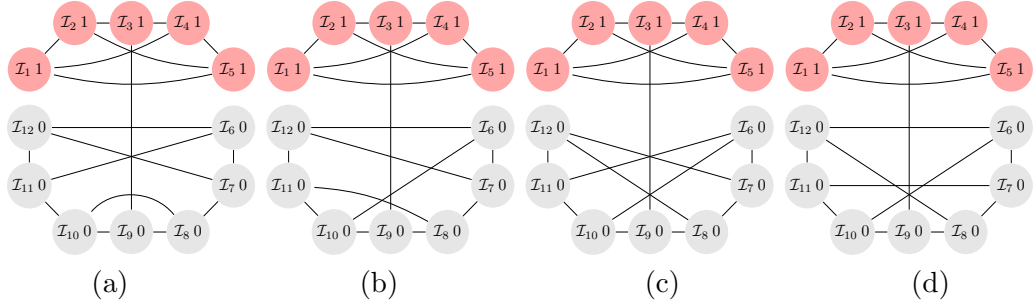 I₂ 1 I₃ 1 I₄ 1 I₂ 1 I₃ 1 I₄ 1 I₂ 1 I₃ 1 I₄ 1 I₂ 1 I₃ 1 I₄ 1
I₁ 1 I₅ 1 I₁ 1 I₅ 1 I₁ 1 I₅ 1 I₁ 1 I₅ 1
I₁₂ 0 I₆ 0 I₁₂ 0 I₆ 0 I₁₂ 0 I₆ 0 I₁₂ 0 I₆ 0
I₁₁ 0 I₇ 0 I₁₁ 0 I₇ 0 I₁₁ 0 I₇ 0 I₁₁ 0 I₇ 0
I₁₀ 0 I₉ 0 I₈ 0 I₁₀ 0 I₉ 0 I₈ 0 I₁₀ 0 I₉ 0 I₈ 0 I₁₀ 0 I₉ 0 I₈ 0
(a) (b) (c) (d)